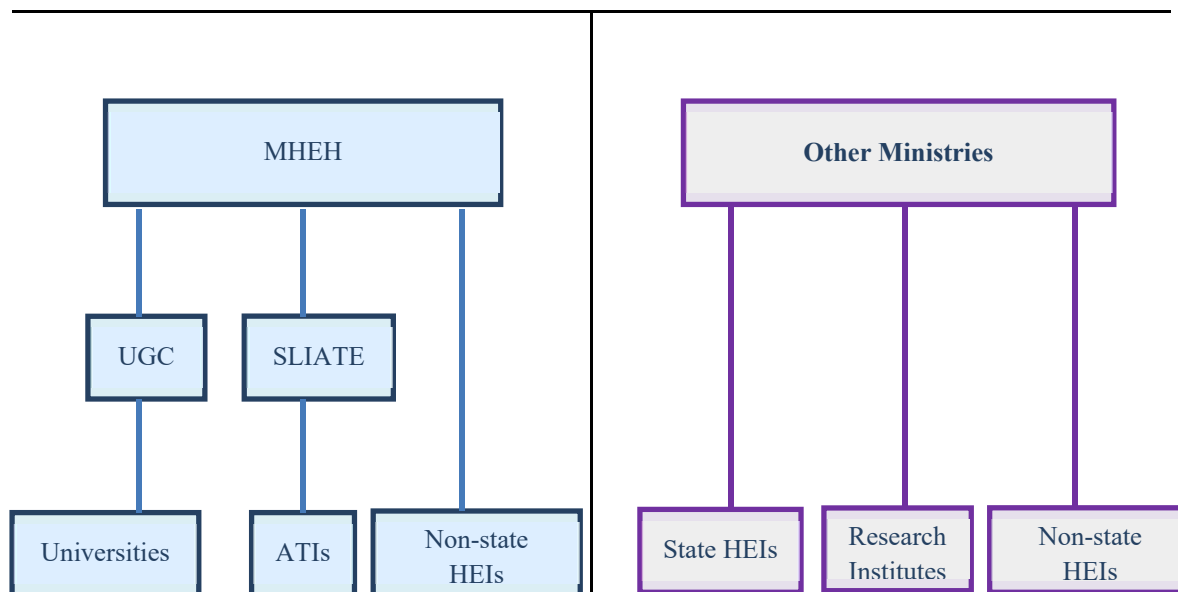 MHEH
Other Ministries
UGC
SLIATE
Universities
ATIs
Non-state
HEIs
State HEIs
Research
Institutes
Non-state
HEIs